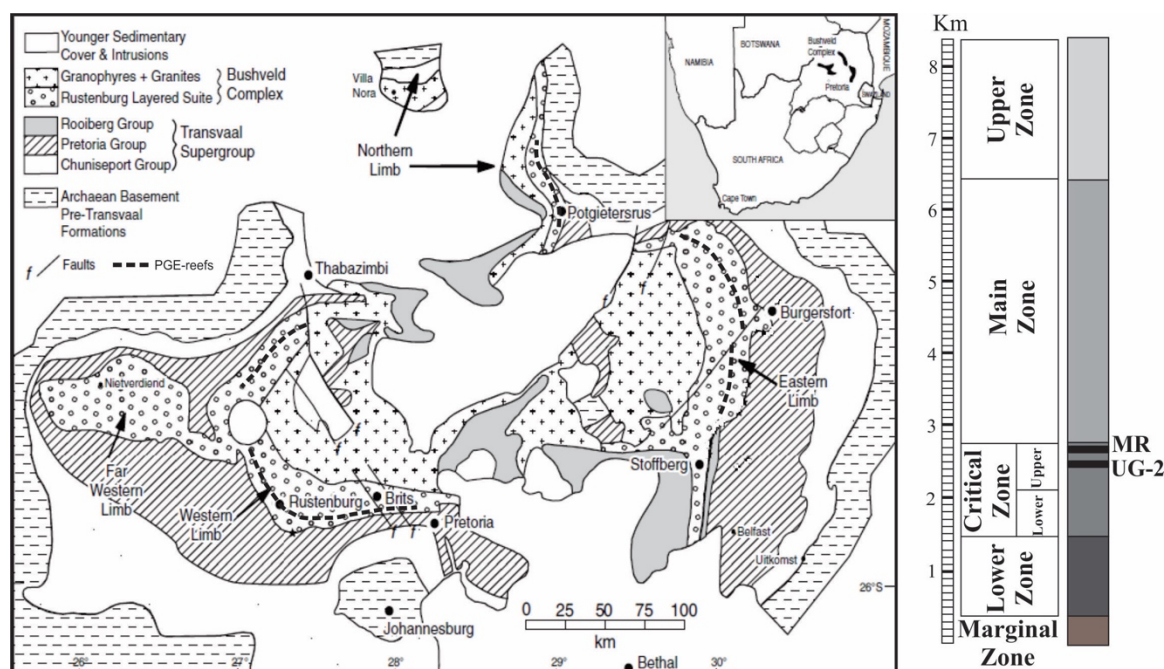 Younger Sedimentary
Cover & Intrusions
Granophyres + Granites
Rustenburg Layered Suite
Bushveld
Complex
Rooiberg Group
Pretoria Group
Chuniseport Group
Transvaal
Supergroup
Archaean Basement
Pre-Transvaal
Formations
f
Faults
PGE-reefs
Villa
Nora
Northern
Limb
Potgietersrus
Thabazimbi
Burgersfort
Eastern
Limb
Nietverdiend
Far
Western
Limb
Western
Limb
Rustenburg
Brits
Pretoria
Stoffberg
Belfast
Uitkomst
Johannesburg
Bethal
f
f
f
f
f
f
0 25 50 75 100
km
26°S
26°
27°
28°
29°
30°
NAMIBIA
BOTSWANA
Bushveld
Complex
MOZAMBIQUE
Pretoria
SWAZILAND
SOUTH AFRICA
Cape Town
Km
8
7
6
5
4
3
2
1
Upper
Zone
Main
Zone
Critical
Zone
Upper
Lower
Lower
Zone
Marginal
Zone
MR
UG-2